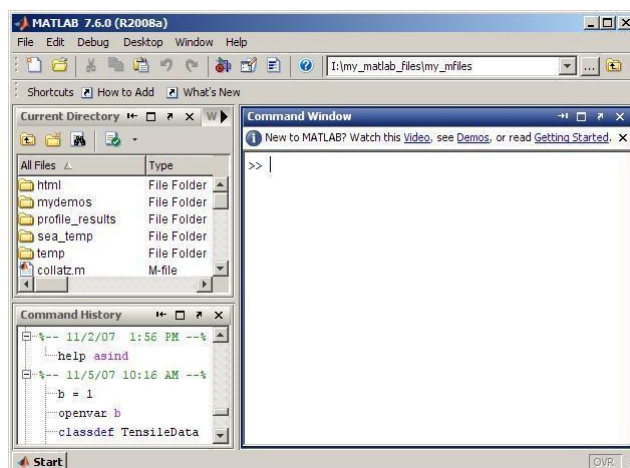 MATLAB 7.6.0 (R2008a)
File Edit Debug Desktop Window Help
I:\my_matlab_files\my_mfiles
Shortcuts How to Add What's New
Current Directory
W
All Files Type
html File Folder
mydemos File Folder
profile_results File Folder
sea_temp File Folder
temp File Folder
collatz.m M-file
Command History
%-- 11/2/07 1:56 PM --%
help asind
%-- 11/5/07 10:16 AM --%
b = 1
openvar b
classdef TensileData
Command Window
New to MATLAB? Watch this Video, see Demos, or read Getting Started.
>>
Start
OVR